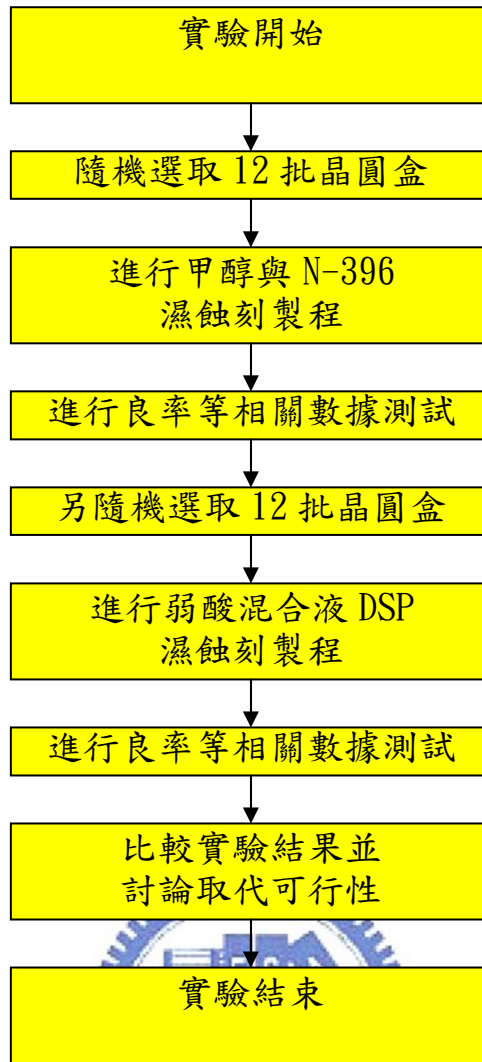 實驗開始
隨機選取 12 批晶圓盒
進行甲醇與 N-396
濕蝕刻製程
進行良率等相關數據測試
另隨機選取 12 批晶圓盒
進行弱酸混合液 DSP
濕蝕刻製程
進行良率等相關數據測試
比較實驗結果並
討論取代可行性
實驗結束